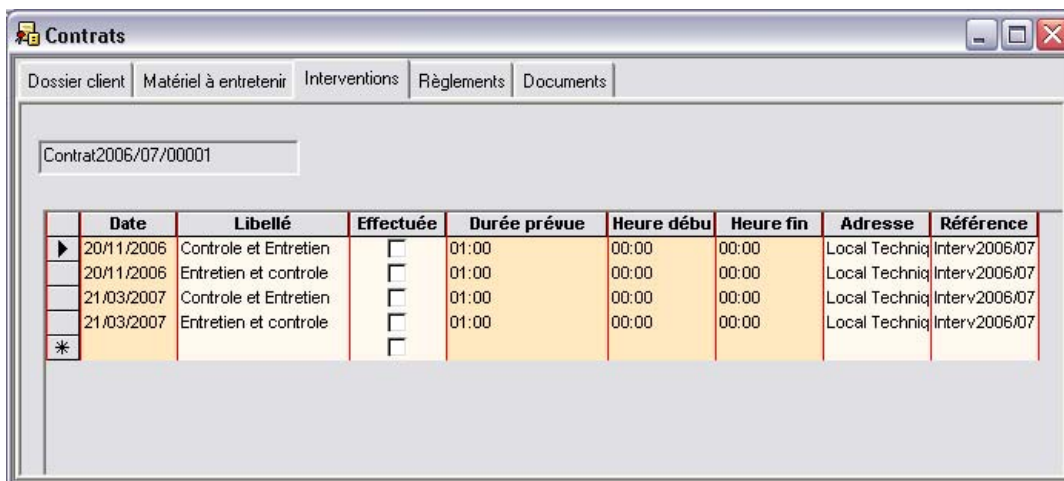 Contrats
Dossier client Matériel à entretenir Interventions Règlements Documents
Contrat2006/07/00001
Date Libellé Effectuée Durée prévue Heure débu Heure fin Adresse Référence
20/11/2006 Controle et Entretien 01:00 00:00 00:00 Local Techniq Interv2006/07
20/11/2006 Entretien et controle 01:00 00:00 00:00 Local Techniq Interv2006/07
21/03/2007 Controle et Entretien 01:00 00:00 00:00 Local Techniq Interv2006/07
21/03/2007 Entretien et controle 01:00 00:00 00:00 Local Techniq Interv2006/07